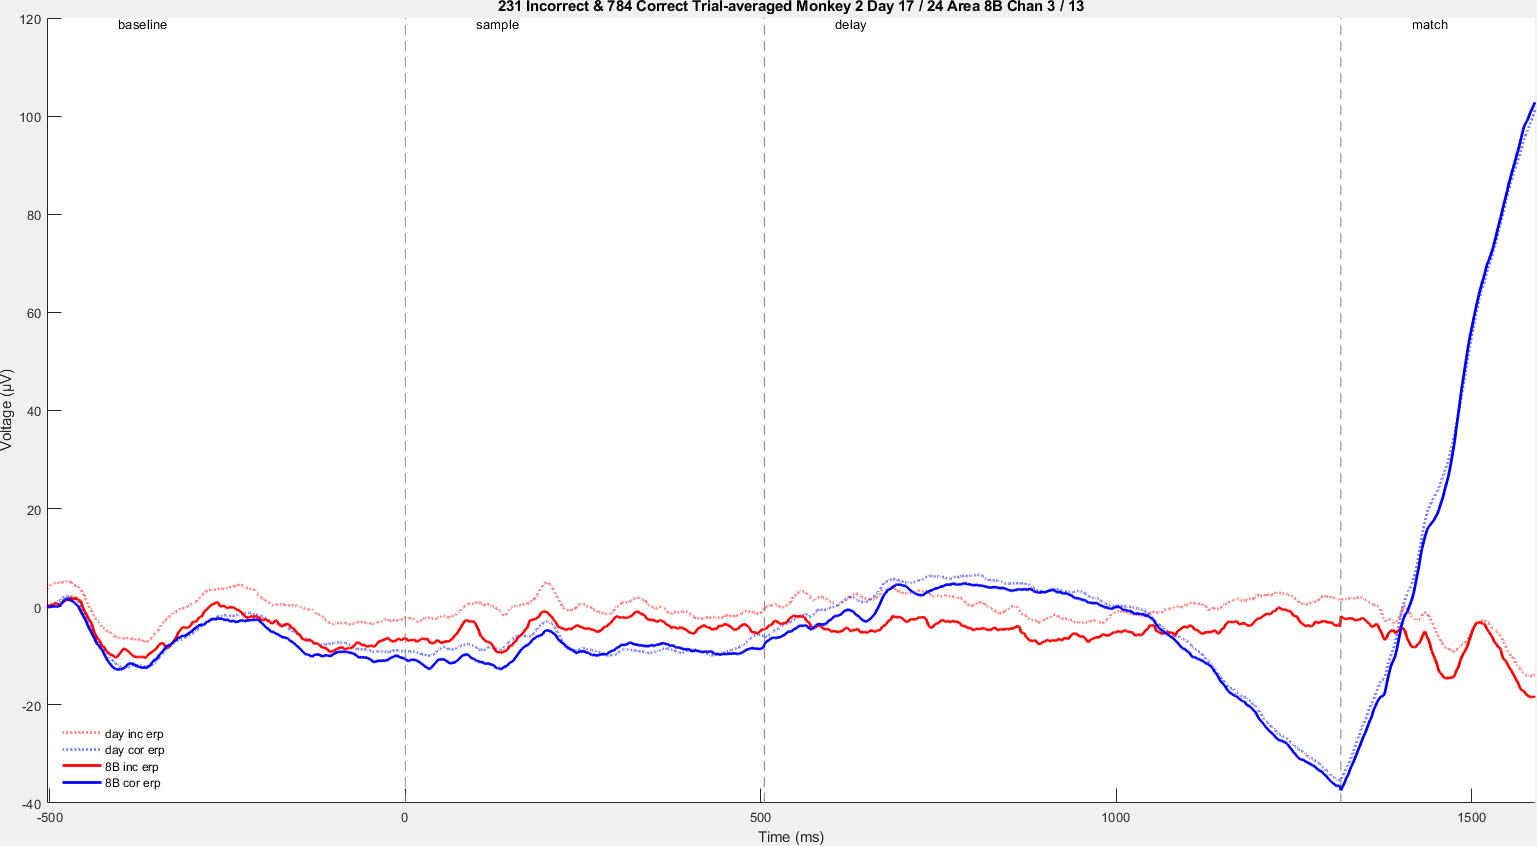 231 Incorrect & 784 Correct Trial-averaged Monkey 2 Day 17 / 24 Area 8B Chan 3 / 13
baseline sample delay match
120
100
80
60
40
20
0
-20
-40
Voltage (µV)
day inc erp
day cor erp
8B inc erp
8B cor erp
-500 0 500 1000 1500
Time (ms)